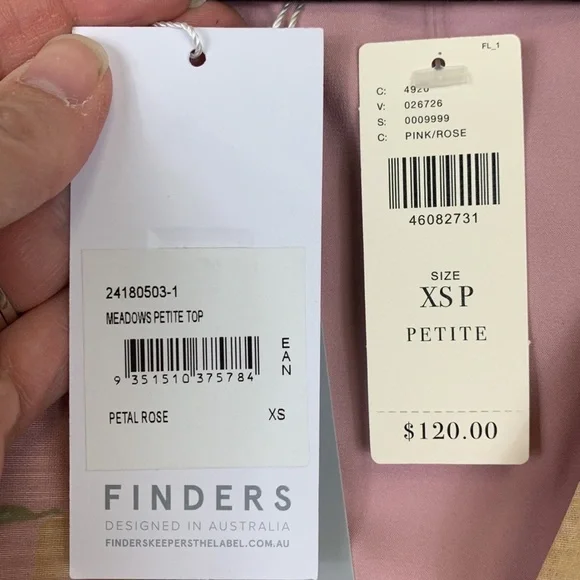 24180503-1
MEADOWS PETITE TOP
EAN
9 351510 375784
PETAL ROSE XS
FINDERS
DESIGNED IN AUSTRALIA
FINDERSKEEPERSTHELABEL.COM.AU
FL_1
C: 4920
V: 026726
S: 0009999
C: PINK/ROSE
46082731
SIZE
XS P
PETITE
$120.00